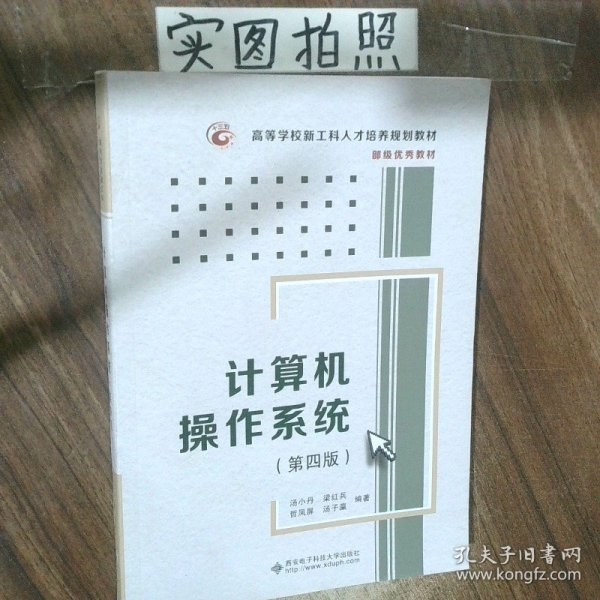 实图拍照
十三五
高等学校新工科人才培养规划教材
部级优秀教材
计算机
操作系统
(第四版)
汤小丹 梁红兵 编著
哲凤屏 汤子瀛
西安电子科技大学出版社
http://www.xduph.com
孔夫子旧书网
www.kongfz.com